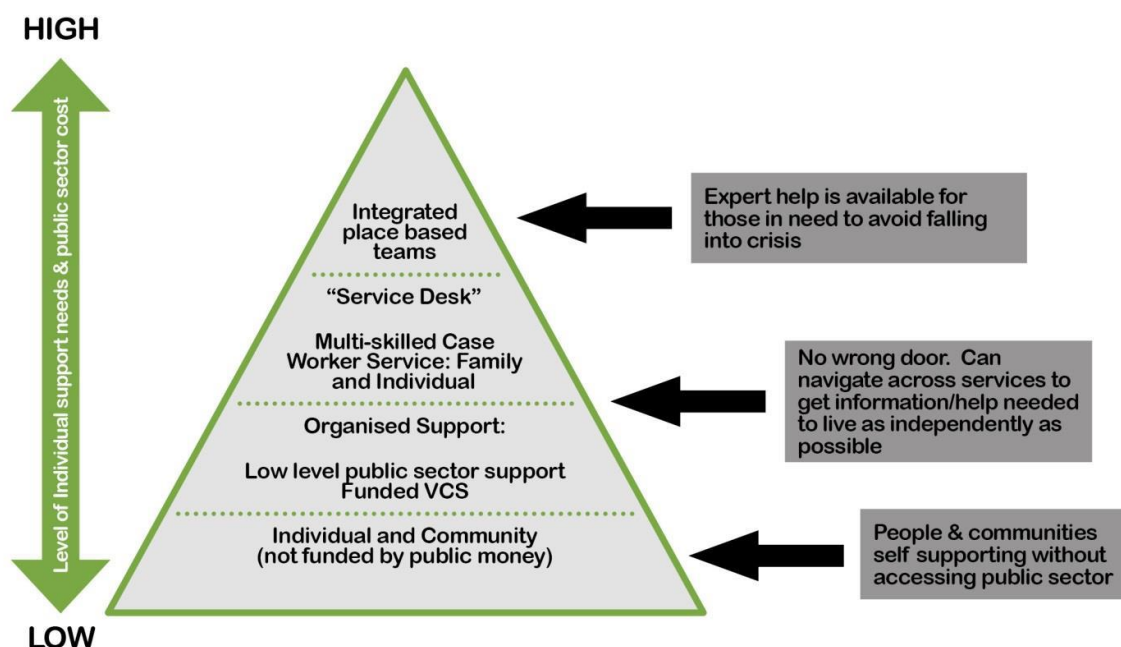 HIGH
Level of Individual support needs & public sector cost
Integrated
place based
teams
Expert help is available for
those in need to avoid falling
into crisis
“Service Desk”
Multi-skilled Case
Worker Service: Family
and Individual
No wrong door.  Can
navigate across services to
get information/help needed
to live as independently as
possible
Organised Support:
Low level public sector support
Funded VCS
Individual and Community
(not funded by public money)
People & communities
self supporting without
accessing public sector
LOW